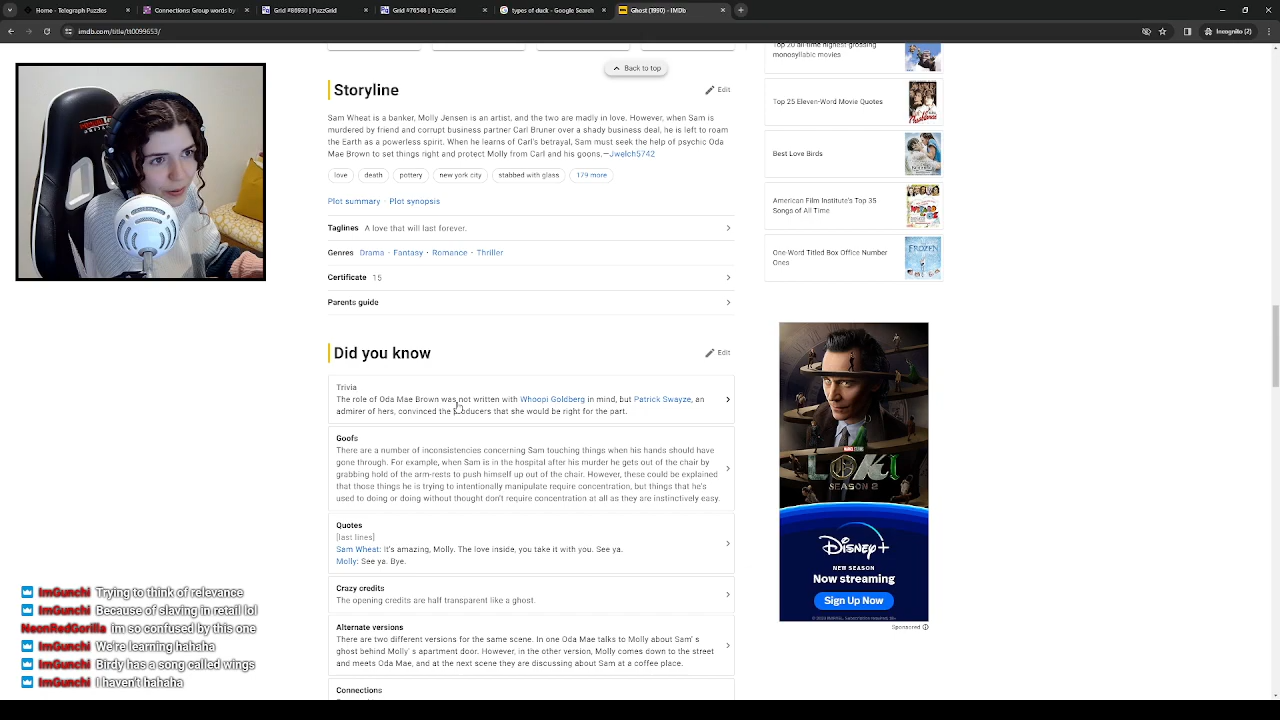 Home - Telegraph Puzzles
Connections Group words by
Grid #80930 | PuzzGrid
Grid #76548 | PuzzGrid
types of duck - Google Search
Ghost (1990) - IMDb
imdb.com/title/tt0099653/
Incognito (2)
Back to top
Storyline
Edit
Sam Wheat is a banker, Molly Jensen is an artist, and the two are madly in love. However, when Sam is
murdered by friend and corrupt business partner Carl Bruner over a shady business deal, he is left to roam
the Earth as a powerless spirit. When he learns of Carl's betrayal, Sam must seek the help of psychic Oda
Mae Brown to set things right and protect Molly from Carl and his goons.—Jwelch5742
love
death
pottery
new york city
stabbed with glass
179 more
Plot summary
Plot synopsis
Taglines A love that will last forever.
Genres Drama · Fantasy · Romance · Thriller
Certificate 15
Parents guide
Did you know
Edit
Trivia
The role of Oda Mae Brown was not written with Whoopi Goldberg in mind, but Patrick Swayze, an
admirer of hers, convinced the producers that she would be right for the part.
Goofs
There are a number of inconsistencies concerning Sam touching things when his hands should have
gone through. For example, when Sam is in the hospital after his murder he gets out of the chair by
grabbing hold of the arm-rests to push himself up out of the chair. However, these could be explained
that those things he is trying to intentionally manipulate require concentration, but things that he's
used to doing or doing without thought don't require concentration at all as they are instinctively easy.
Quotes
[last lines]
Sam Wheat: It's amazing, Molly. The love inside, you take it with you. See ya.
Molly: See ya. Bye.
Crazy credits
The opening credits are half transparent like a ghost.
Alternate versions
There are two different versions for the same scene. In one Oda Mae talks to Molly about Sam' s
ghost behind Molly' s apartment door. However, in the other version, Molly comes down to the street
and meets Oda Mae, and at the next scene they are discussing about Sam at a coffee place.
Connections
Top 20 all time highest grossing
monosyllabic movies
Top 25 Eleven-Word Movie Quotes
Best Love Birds
American Film Institute's Top 35
Songs of All Time
One-Word Titled Box Office Number
Ones
FROZEN
MARVEL
LOKI
SEASON 2
Disney+
NEW SEASON
Now streaming
Sign Up Now
Sponsored
ImGunchi Trying to think of relevance
ImGunchi Because of slaving in retail lol
NeonRedGorilla im so confused by this one
ImGunchi We're learning hahaha
ImGunchi Birdy has a song called wings
ImGunchi I haven't hahaha